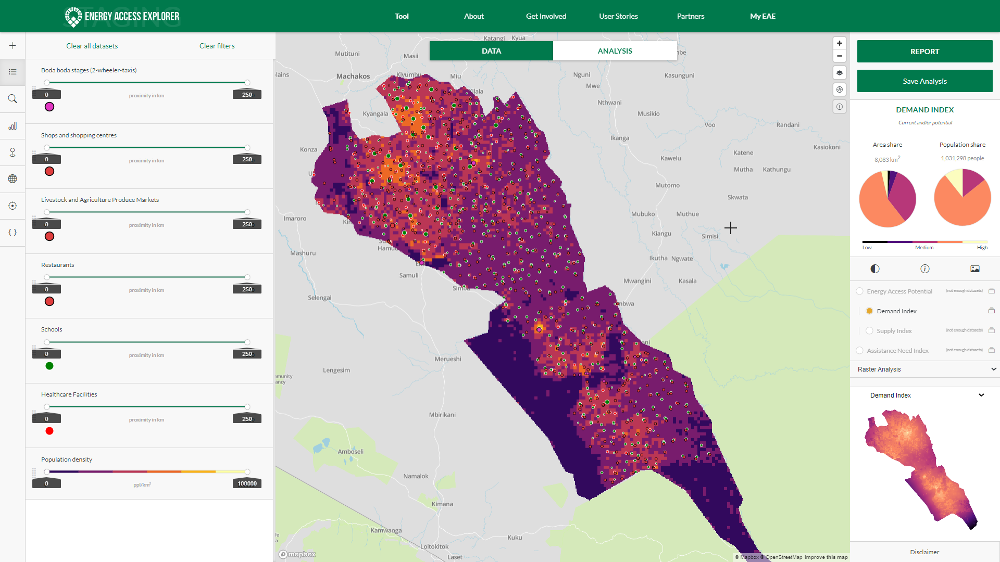 STAGING
ENERGY ACCESS EXPLORER
Tool
About
Get Involved
User Stories
Partners
My EAE
Clear all datasets
Clear filters
Boda boda stages (2-wheeler-taxis)
0
proximity in km
250
Shops and shopping centres
0
proximity in km
250
Livestock and Agriculture Produce Markets
0
proximity in km
250
Restaurants
0
proximity in km
250
Schools
0
proximity in km
250
Healthcare Facilities
0
proximity in km
250
Population density
0
ppl/km²
100000
DATA
ANALYSIS
Katangi
Kyua
Mutituni
Masii
Machakos
Kivumbu
Miu
Nguni
Kasunguni
Mwe
Kyangala
Nthwani
Musikio
Voo
Randani
Ikanga
Konza
Kasiokoni
Katene
Kawelu
Mutha
Kathungu
Mutomo
Skwata
Imaroro
Mubuko
Muthue
Kiangu
Simisi
Mashuru
Ikutha
Ngwate
Samuli
Mwangini
Kasala
Selengai
Merueshi
Lengesim
Mbirikani
Amboseli
Namalok
Kimana
Kamwanga
Kuku
Loitokitok
Laset
mapbox
© Mapbox © OpenStreetMap Improve this map
REPORT
Save Analysis
DEMAND INDEX
Current and/or potential
Area share
Population share
8,083 km²
1,031,298 people
Low
Medium
High
Energy Access Potential
(not enough datasets)
Demand Index
Supply Index
(not enough datasets)
Assistance Need Index
(not enough datasets)
Raster Analysis
Demand Index
Disclaimer